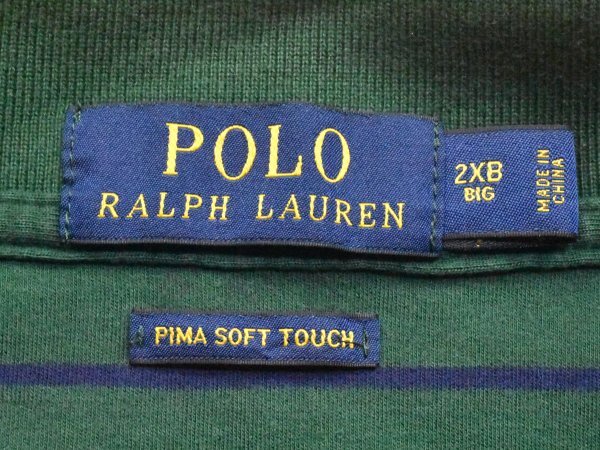 POLO
RALPH LAUREN
2XB
BIG
MADE IN
CHINA
PIMA SOFT TOUCH